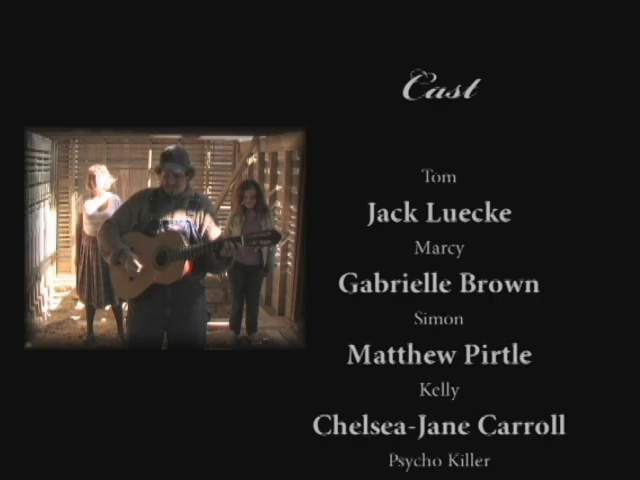 Cast
Tom
Jack Luecke
Marcy
Gabrielle Brown
Simon
Matthew Pirtle
Kelly
Chelsea-Jane Carroll
Psycho Killer